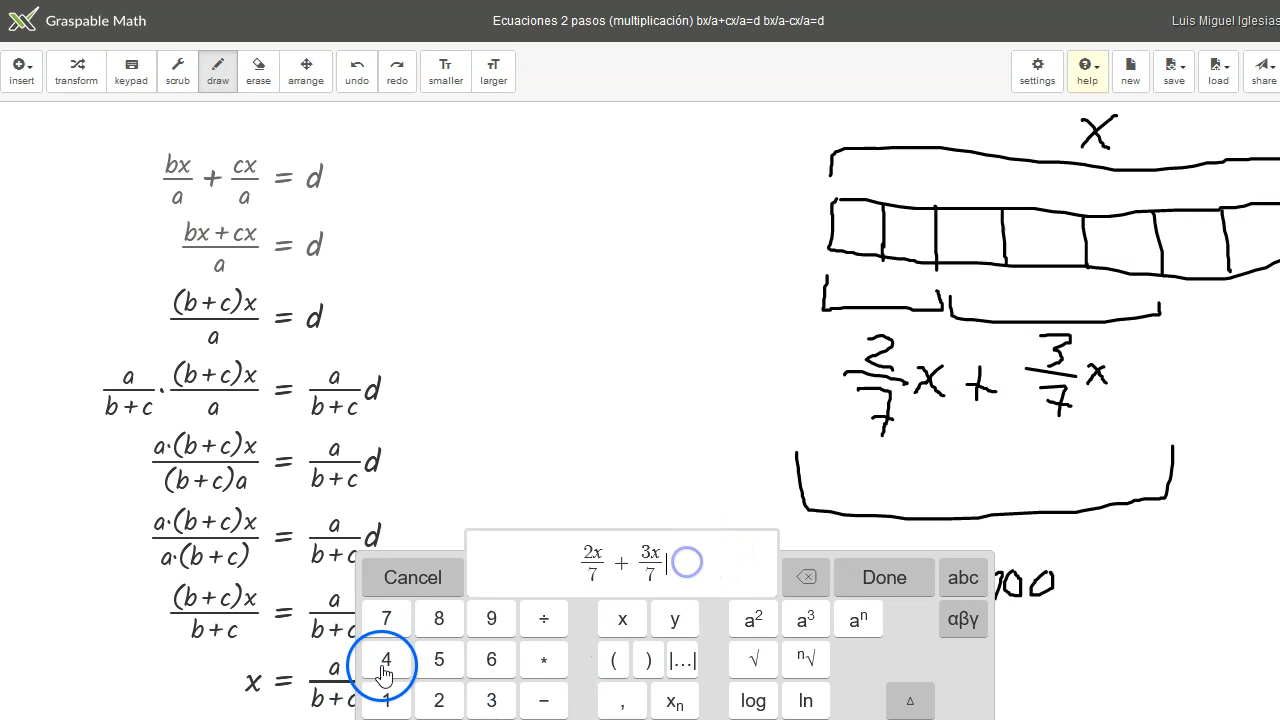 Graspable Math
Ecuaciones 2 pasos (multiplicación) bx/a+cx/a=d bx/a-cx/a=d
Luis Miguel Iglesias
insert transform keypad scrub draw erase arrange undo redo smaller larger settings help new save load share
bx/a + cx/a = d
(bx+cx)/a = d
((b+c)x)/a = d
a/(b+c)·((b+c)x)/a = a/(b+c) d
(a·(b+c)x)/((b+c)a) = a/(b+c) d
(a·(b+c)x)/(a·(b+c)) = a/(b+c) d
((b+c)x)/(b+c) = a/(b+c)
x = a/(b+c)
x
2/7 x + 3/7 x
00
2x/7 + 3x/7
Cancel Done abc
7 8 9 ÷ x y a² a³ aⁿ αβγ
4 5 6 * ( ) |...| √ ⁿ√
1 2 3 − , xₙ log ln ▵